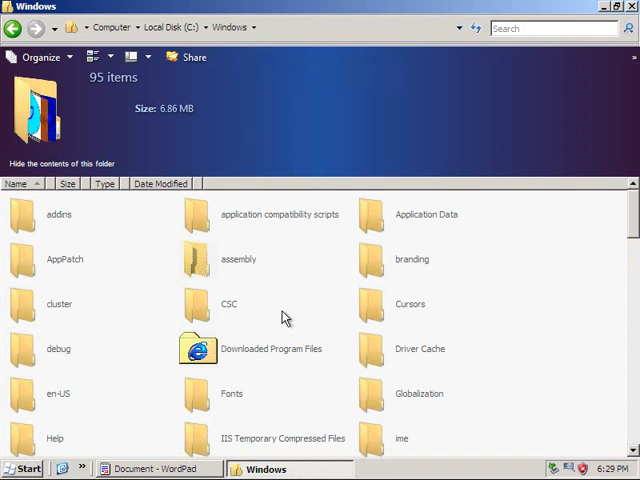 Windows
Computer Local Disk (C:) Windows
Search
Organize Share »
95 items
Size: 6.86 MB
Hide the contents of this folder
Name Size Type Date Modified
addins application compatibility scripts Application Data
AppPatch assembly branding
cluster CSC Cursors
debug Downloaded Program Files Driver Cache
en-US Fonts Globalization
Help IIS Temporary Compressed Files ime
Start » Document - WordPad Windows 6:29 PM